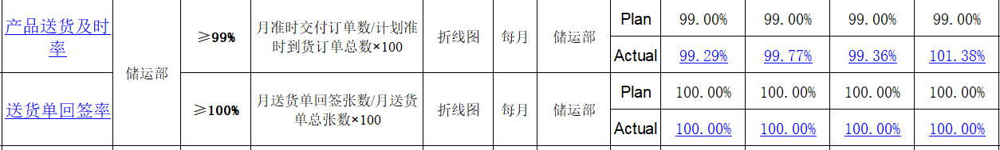 产品送货及时
率
储运部
≥99%
月准时交付订单数/计划准
时到货订单总数×100
折线图
每月
储运部
Plan 99.00% 99.00% 99.00% 99.00%
Actual 99.29% 99.77% 99.36% 101.38%
送货单回签率
≥100%
月送货单回签张数/月送货
单总张数×100
折线图
每月
储运部
Plan 100.00% 100.00% 100.00% 100.00%
Actual 100.00% 100.00% 100.00% 100.00%